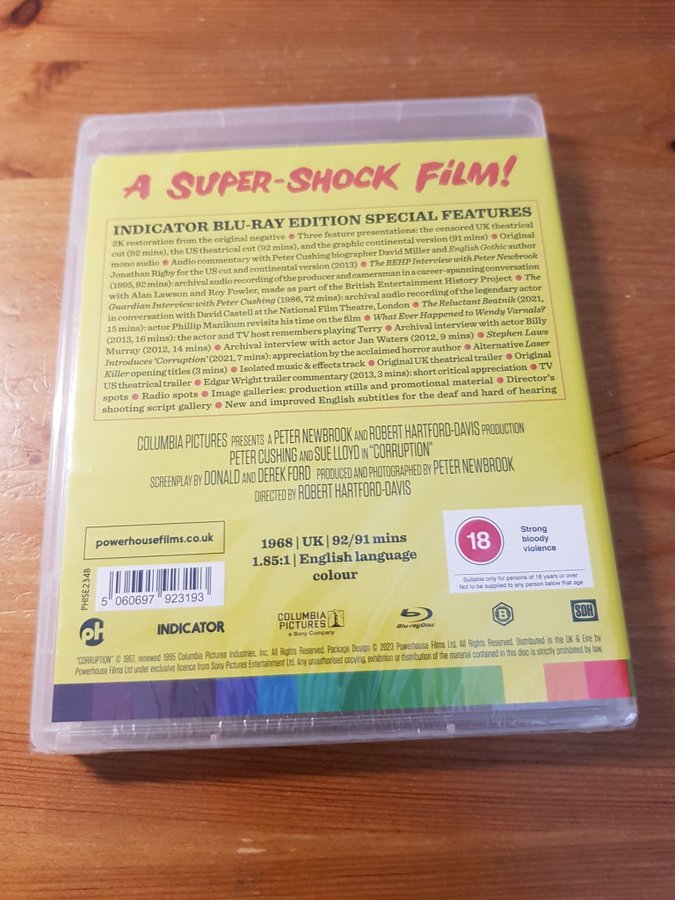 A SUPER-SHOCK FiLM!
INDICATOR BLU-RAY EDITION SPECIAL FEATURES
2K restoration from the original negative ● Three feature presentations: the censored UK theatrical
cut (92 mins), the US theatrical cut (92 mins), and the graphic continental version (91 mins) ● Original
mono audio ● Audio commentary with Peter Cushing biographer David Miller and English Gothic author
Jonathan Rigby for the US cut and continental version (2013) ● The BEHP Interview with Peter Newbrook
(1995, 92 mins): archival audio recording of the producer and cameraman in a career-spanning conversation
with Alan Lawson and Roy Fowler, made as part of the British Entertainment History Project ● The
Guardian Interview with Peter Cushing (1986, 72 mins): archival audio recording of the legendary actor
in conversation with David Castell at the National Film Theatre, London ● The Reluctant Beatnik (2021,
15 mins): actor Phillip Manikum revisits his time on the film ● What Ever Happened to Wendy Varnals?
(2013, 16 mins): the actor and TV host remembers playing Terry ● Archival interview with actor Billy
Murray (2012, 14 mins) ● Archival interview with actor Jan Waters (2012, 9 mins) ● Stephen Laws
Introduces 'Corruption' (2021, 7 mins): appreciation by the acclaimed horror author ● Alternative Laser
Killer opening titles (3 mins) ● Isolated music & effects track ● Original UK theatrical trailer ● Original
US theatrical trailer ● Edgar Wright trailer commentary (2013, 3 mins): short critical appreciation ● TV
spots ● Radio spots ● Image galleries: production stills and promotional material ● Director's
shooting script gallery ● New and improved English subtitles for the deaf and hard of hearing
COLUMBIA PICTURES PRESENTS A PETER NEWBROOK AND ROBERT HARTFORD-DAVIS PRODUCTION
PETER CUSHING AND SUE LLOYD IN "CORRUPTION"
SCREENPLAY BY DONALD AND DEREK FORD PRODUCED AND PHOTOGRAPHED BY PETER NEWBROOK
DIRECTED BY ROBERT HARTFORD-DAVIS
powerhousefilms.co.uk
1968 | UK | 92/91 mins
1.85:1 | English language
colour
18
Strong
bloody
violence
Suitable only for persons of 18 years or over
Not to be supplied to any person below that age
PHISE234B
5 060697 923193
pH
INDICATOR
COLUMBIA
PICTURES
a Sony Company
Blu-ray Disc
B
SDH
"CORRUPTION" © 1967, renewed 1995 Columbia Pictures Industries, Inc. All Rights Reserved. Package Design © 2023 Powerhouse Films Ltd. All Rights Reserved. Distributed in the UK & Eire by
Powerhouse Films Ltd under exclusive licence from Sony Pictures Entertainment Ltd. Any unauthorised copying, exhibition or distribution of the material contained in this disc is strictly prohibited by law.